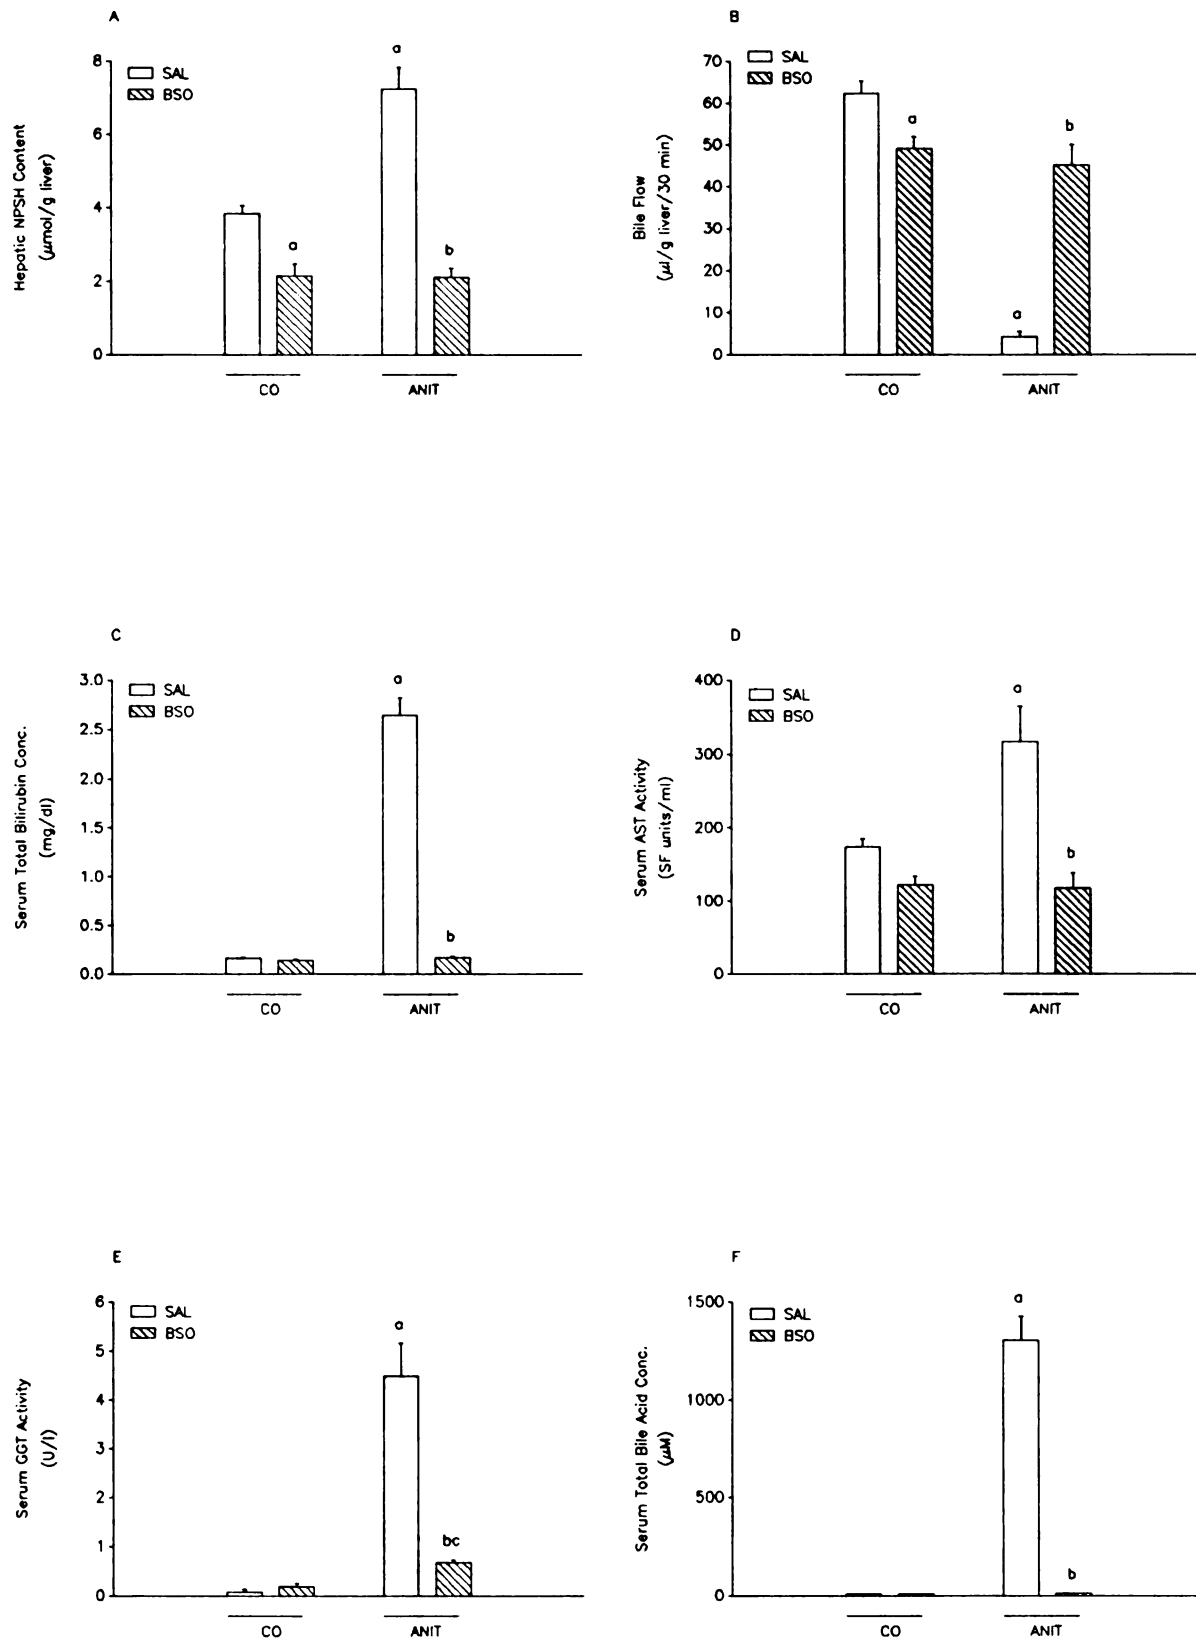 A
Hepatic NPSH Content
(μmol/g liver)
8
6
4
2
0
SAL
BSO
a
a
b
CO
ANIT
B
Bile Flow
(μl/g liver/30 min)
70
60
50
40
30
20
10
0
SAL
BSO
a
a
b
CO
ANIT
C
Serum Total Bilirubin Conc.
(mg/dl)
3.0
2.5
2.0
1.5
1.0
0.5
0.0
SAL
BSO
a
b
CO
ANIT
D
Serum AST Activity
(SF units/ml)
400
300
200
100
0
SAL
BSO
a
b
CO
ANIT
E
Serum GGT Activity
(U/l)
6
5
4
3
2
1
0
SAL
BSO
a
bc
CO
ANIT
F
Serum Total Bile Acid Conc.
(μM)
1500
1000
500
0
SAL
BSO
a
b
CO
ANIT